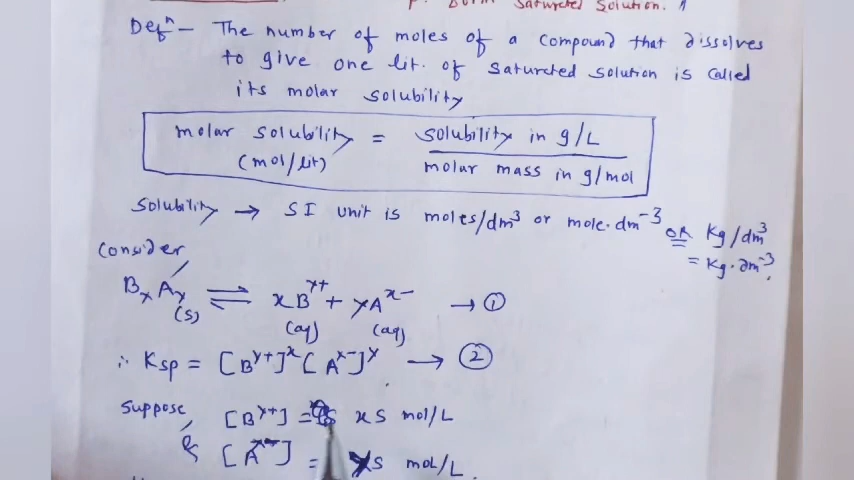 Saturated Solution.
Defⁿ – The number of moles of a compound that dissolves
to give one lit. of saturated solution is called
its molar solubility
molar solubility = solubility in g/L
(mol/lit) molar mass in g/mol
Solubility → SI unit is moles/dm³ or mole·dm⁻³ OR Kg/dm³
= Kg·dm⁻³.
Consider,
BₓAᵧ(s) ⇌ xBʸ⁺(aq) + yAˣ⁻(aq) → ①
∴ Ksp = [Bʸ⁺]ˣ[Aˣ⁻]ʸ → ②
Suppose, [Bʸ⁺] = xs mol/L
& [Aˣ⁻] = ys mol/L.